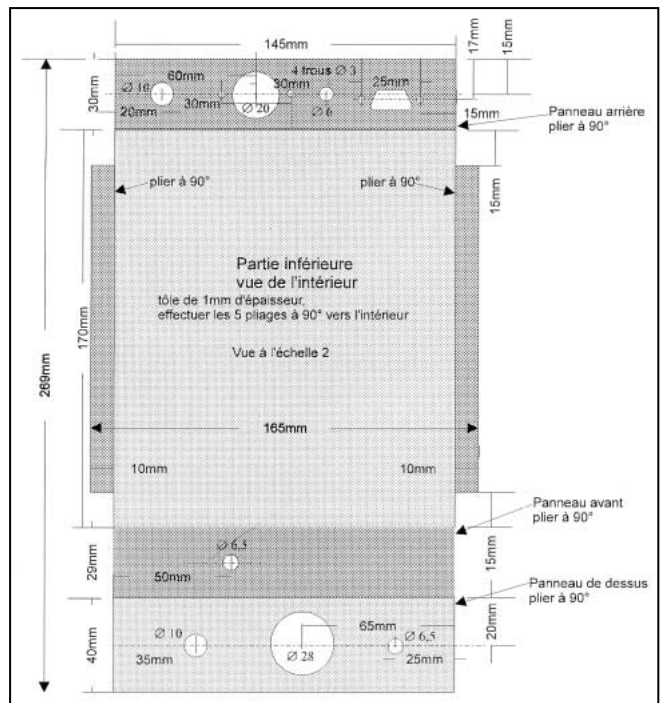 145mm
17mm
15mm
Ø 10
60mm
4 trous Ø 3
30mm
25mm
30mm
20mm
30mm
Ø 20
Ø 6
15mm
Panneau arrière
plier à 90°
plier à 90°
plier à 90°
15mm
Partie inférieure
vue de l'intérieur
tôle de 1mm d'épaisseur,
effectuer les 5 pliages à 90° vers l'intérieur
Vue à l'échelle 2
170mm
269mm
165mm
10mm
10mm
Panneau avant
plier à 90°
Ø 6,5
29mm
50mm
15mm
Panneau de dessus
plier à 90°
Ø 10
65mm
Ø 6,5
20mm
40mm
35mm
Ø 28
25mm